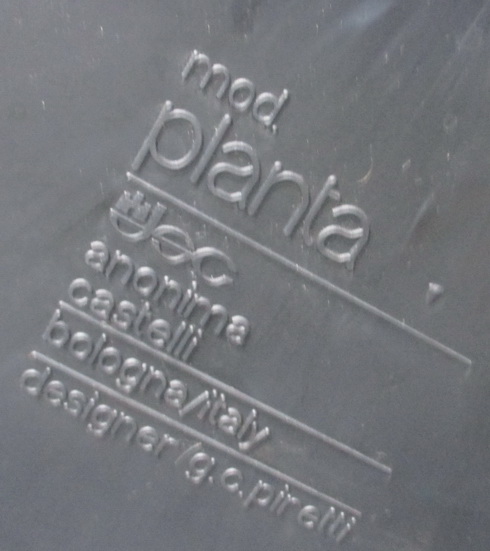 mod.
planta
anonima
castelli
bologna/italy
designer/g.c.piretti